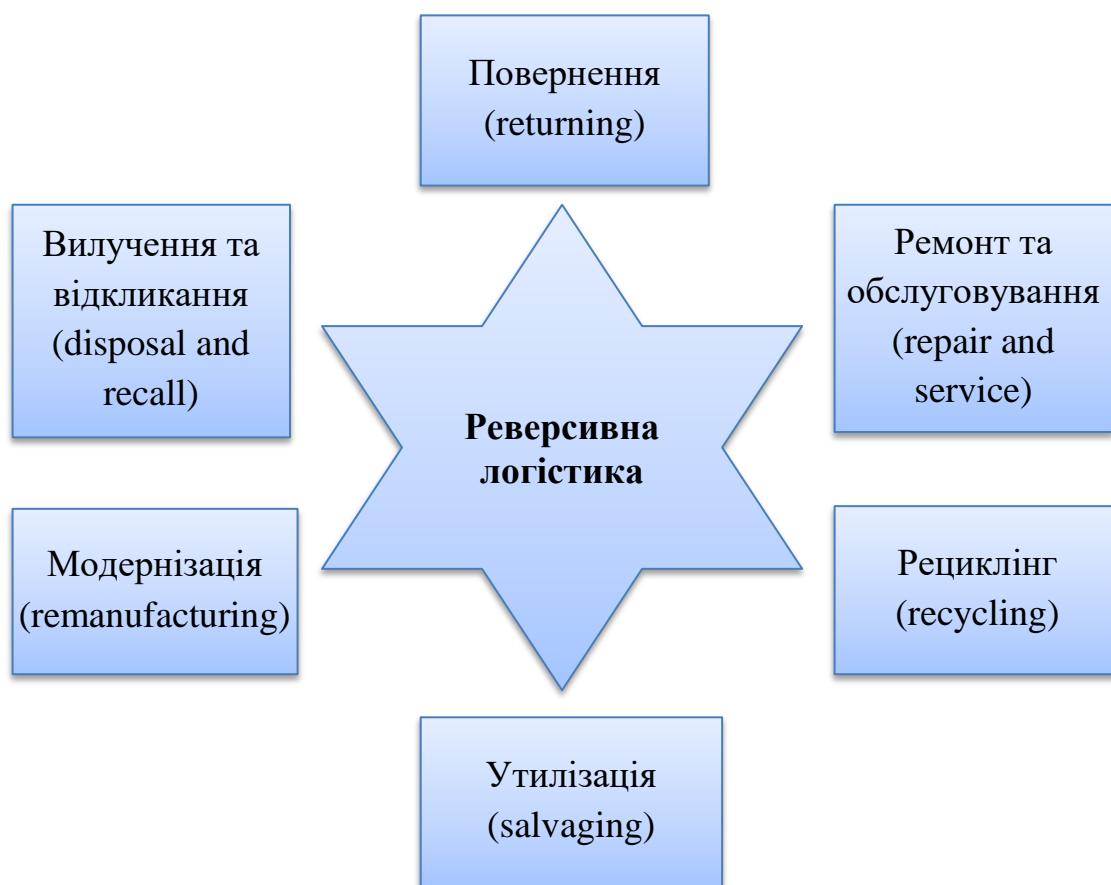 Повернення
(returning)
Вилучення та
відкликання
(disposal and
recall)
Ремонт та
обслуговування
(repair and
service)
Реверсивна
логістика
Модернізація
(remanufacturing)
Рециклінг
(recycling)
Утилізація
(salvaging)